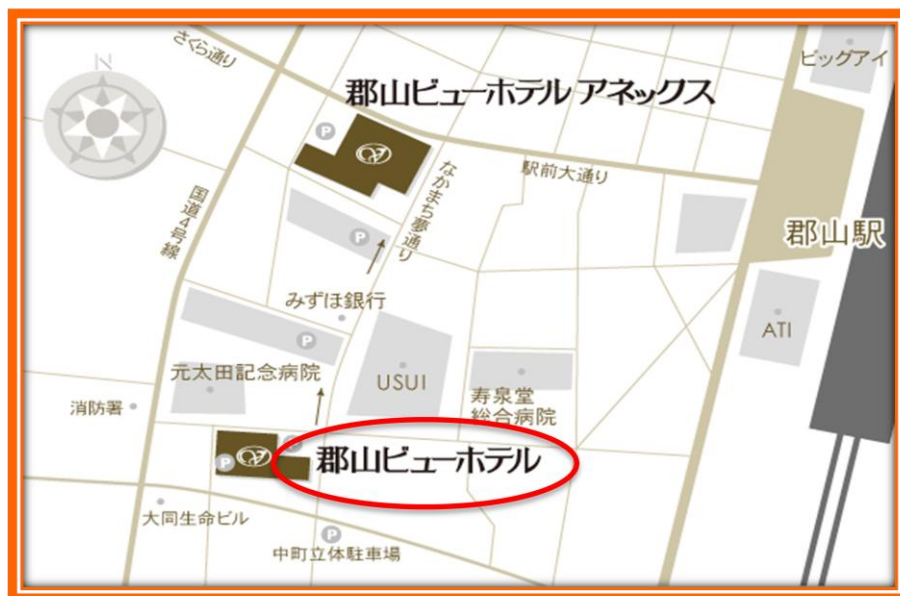 さくら通り
N
ビッグアイ
郡山ビューホテル アネックス
P
駅前大通り
なかまち夢通り
国道4号線
P
郡山駅
みずほ銀行
ATI
P
元太田記念病院
USUI
寿泉堂
総合病院
消防署
P
P
郡山ビューホテル
大同生命ビル
P
中町立体駐車場